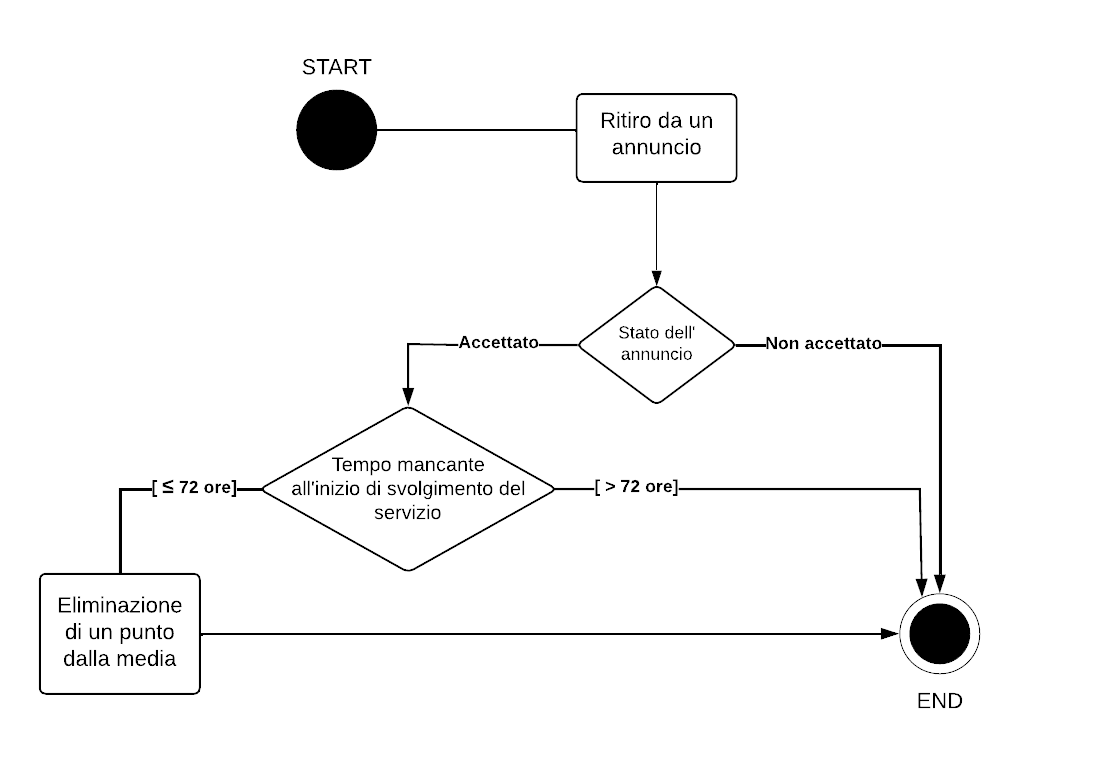 START
Ritiro da un
annuncio
Stato dell'
annuncio
Accettato
Non accettato
Tempo mancante
all'inizio di svolgimento del
servizio
[ ≤ 72 ore]
[ > 72 ore]
Eliminazione
di un punto
dalla media
END